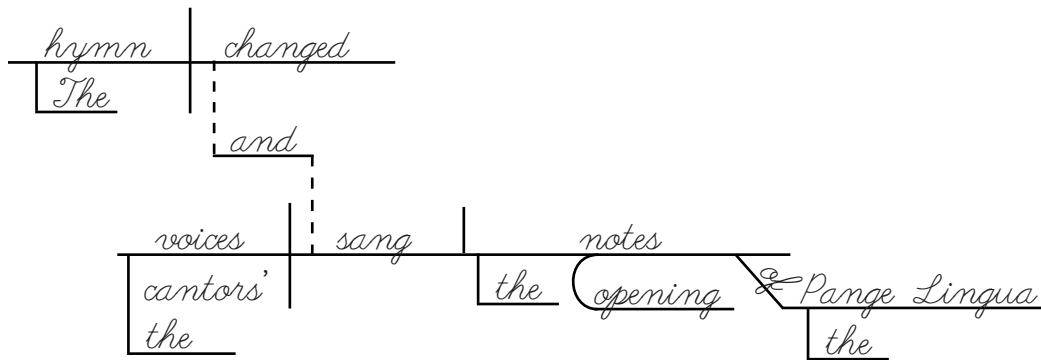 hymn changed
The
and
voices sang notes
cantors' the opening of Pange Lingua
the the